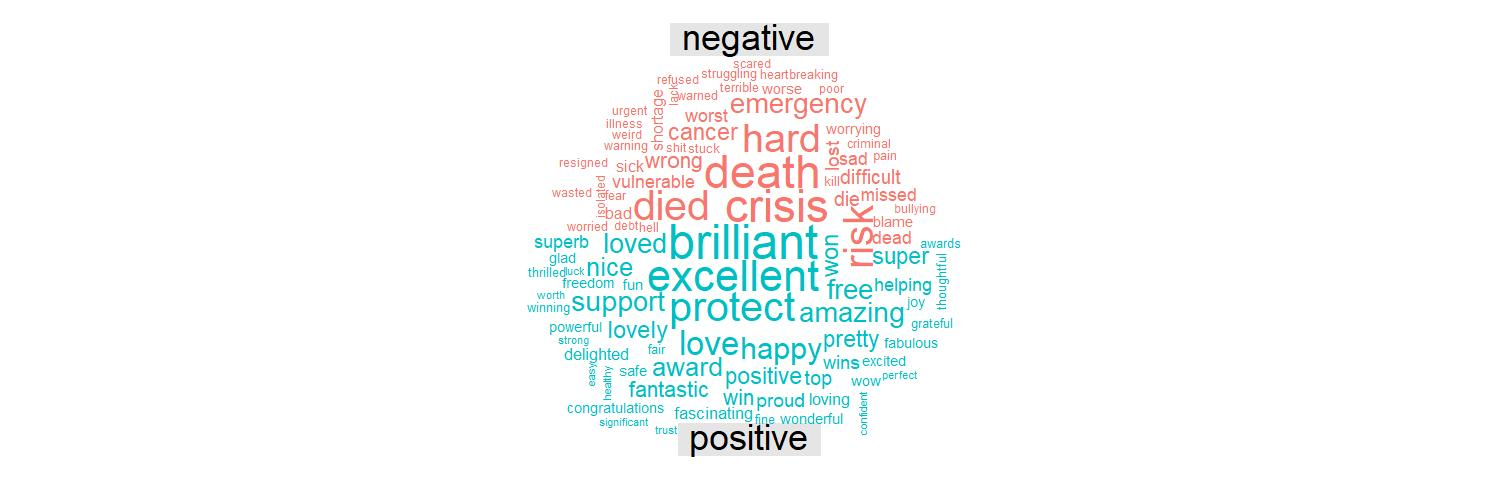 negative
scared
struggling heartbreaking
refused
terrible worse poor
lack
warned
emergency
urgent
shortage
worst
illness
cancer
hard
worrying
weird
warning
shit stuck
lost
criminal
resigned
sick
wrong
death
sad
pain
vulnerable
kill
difficult
wasted
isolated
fear
died
crisis
die
missed
bad
risk
bullying
worried
debt
hell
blame
dead
superb
loved
brilliant
won
awards
glad
nice
super
thoughtful
thrilled
luck
excellent
freedom
fun
free
helping
worth
winning
support
protect
amazing
joy
powerful
lovely
grateful
strong
love
happy
pretty
fabulous
delighted
fair
wins
excited
easy
healthy
safe
award
positive
top
wow
perfect
fantastic
win
proud
loving
confident
congratulations
fascinating
fine
wonderful
significant
trust
positive